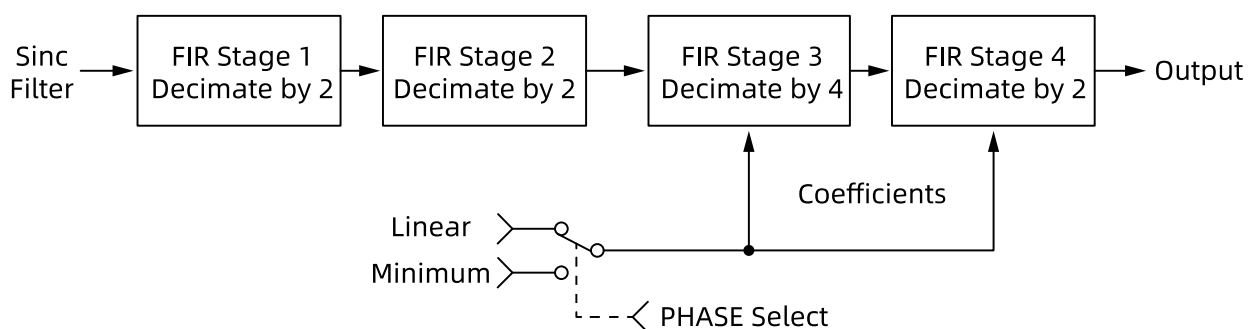 Sinc
Filter
FIR Stage 1
Decimate by 2
FIR Stage 2
Decimate by 2
FIR Stage 3
Decimate by 4
FIR Stage 4
Decimate by 2
Output
Coefficients
Linear
Minimum
PHASE Select